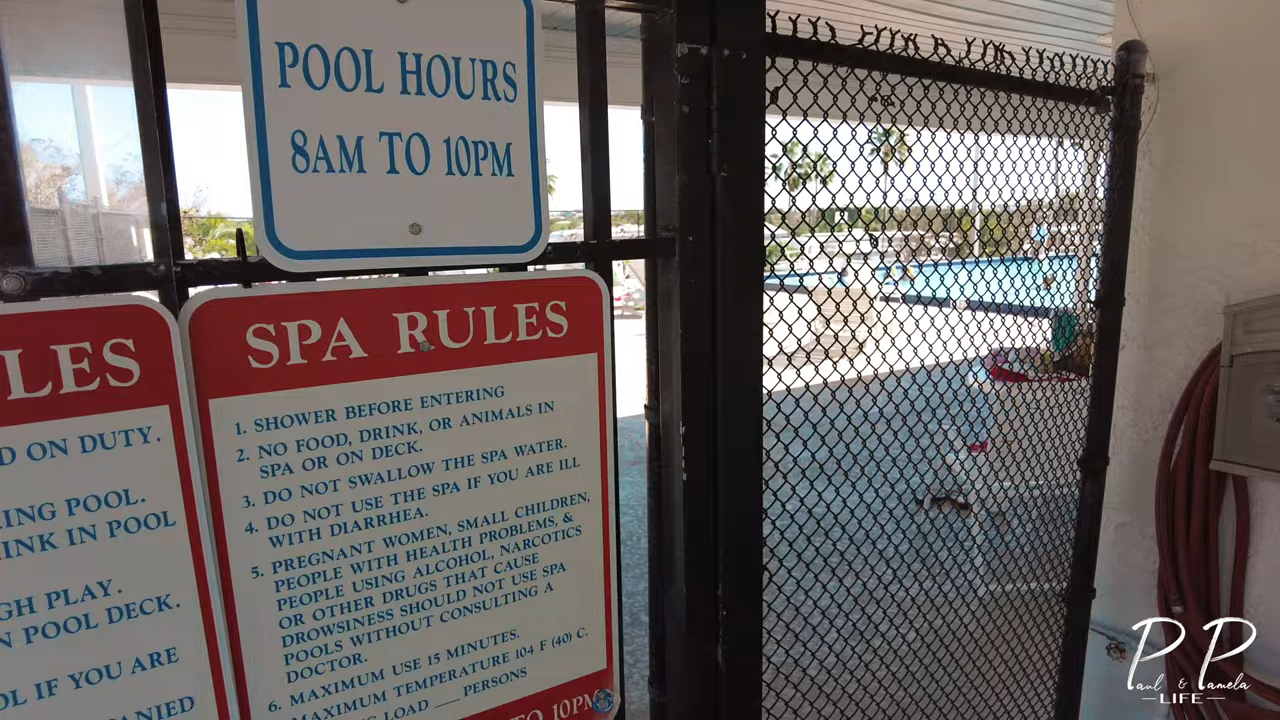 POOL HOURS
8AM TO 10PM
LES
D ON DUTY.
ING POOL.
INK IN POOL
GH PLAY.
N POOL DECK.
OL IF YOU ARE
ANIED
SPA RULES
1. SHOWER BEFORE ENTERING
2. NO FOOD, DRINK, OR ANIMALS IN
SPA OR ON DECK.
3. DO NOT SWALLOW THE SPA WATER.
4. DO NOT USE THE SPA IF YOU ARE ILL
WITH DIARRHEA.
5. PREGNANT WOMEN, SMALL CHILDREN,
PEOPLE WITH HEALTH PROBLEMS, &
PEOPLE USING ALCOHOL, NARCOTICS
OR OTHER DRUGS THAT CAUSE
DROWSINESS SHOULD NOT USE SPA
POOLS WITHOUT CONSULTING A
DOCTOR.
6. MAXIMUM USE 15 MINUTES.
MAXIMUM TEMPERATURE 104 F (40) C.
LOAD __ PERSONS
TO 10PM
P P
Paul & Pamela
LIFE